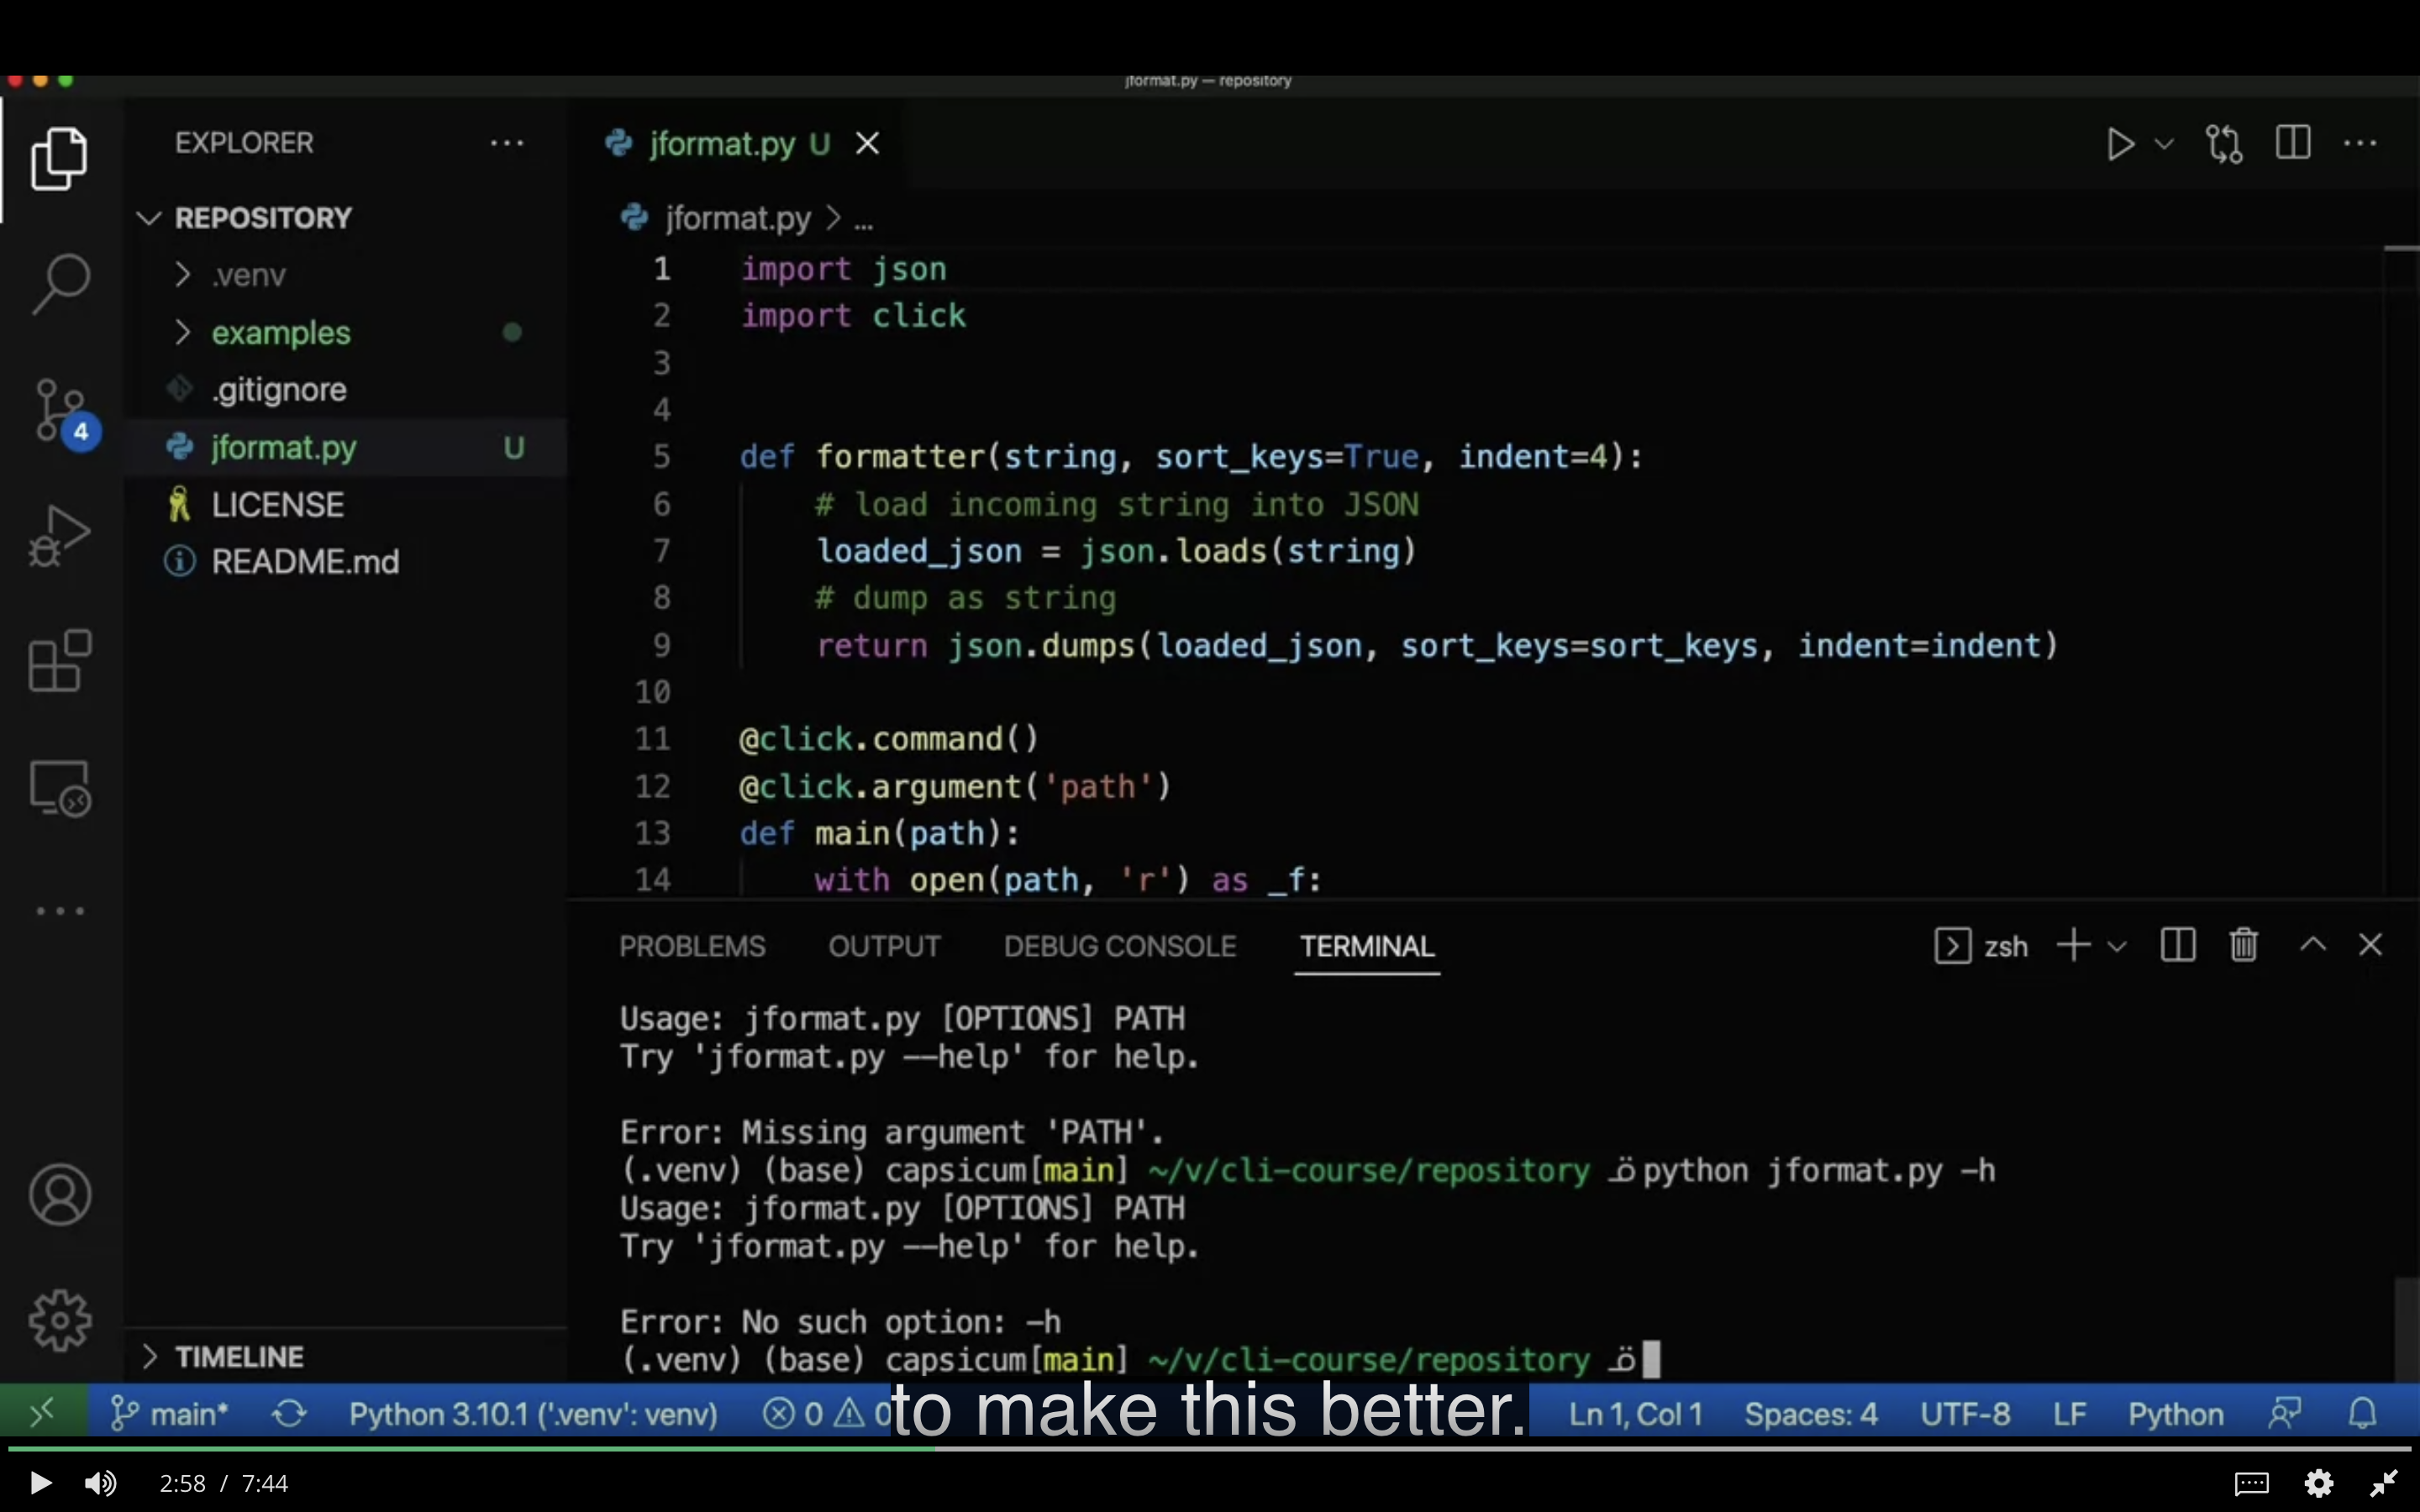 jformat.py — repository
EXPLORER
REPOSITORY
.venv
examples
.gitignore
jformat.py U
LICENSE
README.md
TIMELINE
4
jformat.py U
jformat.py > ...
1 import json
2 import click
3
4
5 def formatter(string, sort_keys=True, indent=4):
6 # load incoming string into JSON
7 loaded_json = json.loads(string)
8 # dump as string
9 return json.dumps(loaded_json, sort_keys=sort_keys, indent=indent)
10
11 @click.command()
12 @click.argument('path')
13 def main(path):
14 with open(path, 'r') as _f:
PROBLEMS OUTPUT DEBUG CONSOLE TERMINAL zsh
Usage: jformat.py [OPTIONS] PATH
Try 'jformat.py --help' for help.
Error: Missing argument 'PATH'.
(.venv) (base) capsicum[main] ~/v/cli-course/repository python jformat.py -h
Usage: jformat.py [OPTIONS] PATH
Try 'jformat.py --help' for help.
Error: No such option: -h
(.venv) (base) capsicum[main] ~/v/cli-course/repository
main* Python 3.10.1 ('.venv': venv) 0 0 Ln 1, Col 1 Spaces: 4 UTF-8 LF Python
to make this better.
2:58 / 7:44